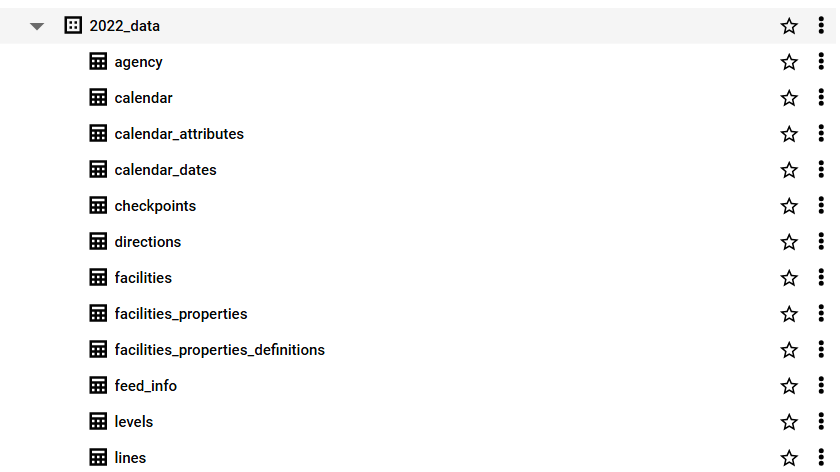 2022_data
agency
calendar
calendar_attributes
calendar_dates
checkpoints
directions
facilities
facilities_properties
facilities_properties_definitions
feed_info
levels
lines